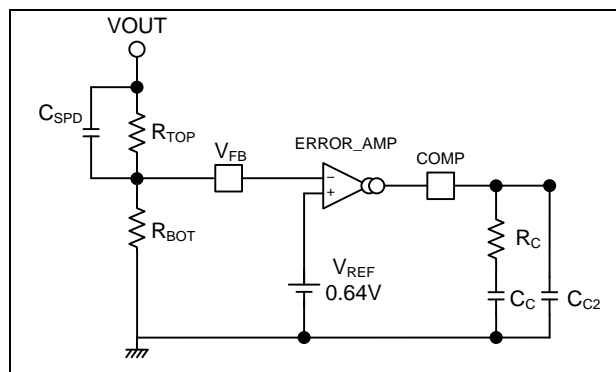 VOUT
CSPD
RTOP
VFB
ERROR_AMP
COMP
−
+
RBOT
RC
VREF
0.64V
CC
CC2